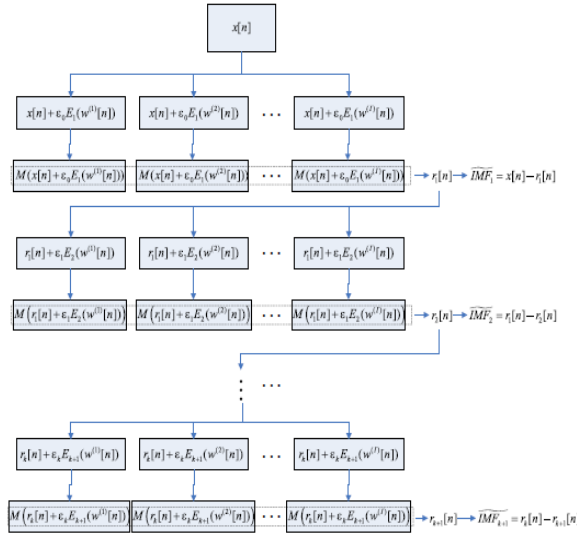 x[n]
x[n]+ε₀E₁(w⁽¹⁾[n]) x[n]+ε₀E₁(w⁽²⁾[n]) ... x[n]+ε₀E₁(w⁽ᴵ⁾[n])
M(x[n]+ε₀E₁(w⁽¹⁾[n])) M(x[n]+ε₀E₁(w⁽²⁾[n])) ... M(x[n]+ε₀E₁(w⁽ᴵ⁾[n])) r₁[n] IMF₁ = x[n]−r₁[n]
r₁[n]+ε₁E₂(w⁽¹⁾[n]) r₁[n]+ε₁E₂(w⁽²⁾[n]) ... r₁[n]+ε₁E₂(w⁽ᴵ⁾[n])
M(r₁[n]+ε₁E₂(w⁽¹⁾[n])) M(r₁[n]+ε₁E₂(w⁽²⁾[n])) ... M(r₁[n]+ε₁E₂(w⁽ᴵ⁾[n])) r₂[n] IMF₂ = r₁[n]−r₂[n]
⋮ ...
rₖ[n]+εₖEₖ₊₁(w⁽¹⁾[n]) rₖ[n]+εₖEₖ₊₁(w⁽²⁾[n]) ... rₖ[n]+εₖEₖ₊₁(w⁽ᴵ⁾[n])
M(rₖ[n]+εₖEₖ₊₁(w⁽¹⁾[n])) M(rₖ[n]+εₖEₖ₊₁(w⁽²⁾[n])) ... M(rₖ[n]+εₖEₖ₊₁(w⁽ᴵ⁾[n])) rₖ₊₁[n] IMFₖ₊₁ = rₖ[n]−rₖ₊₁[n